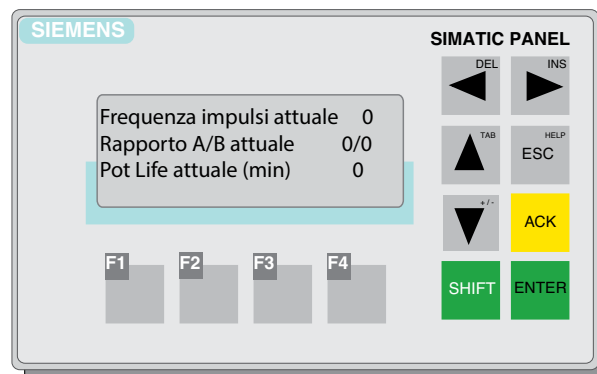 SIEMENS
SIMATIC PANEL
Frequenza impulsi attuale 0
Rapporto A/B attuale 0/0
Pot Life attuale (min) 0
DEL
INS
TAB
HELP
ESC
+/-
ACK
F1
F2
F3
F4
SHIFT
ENTER